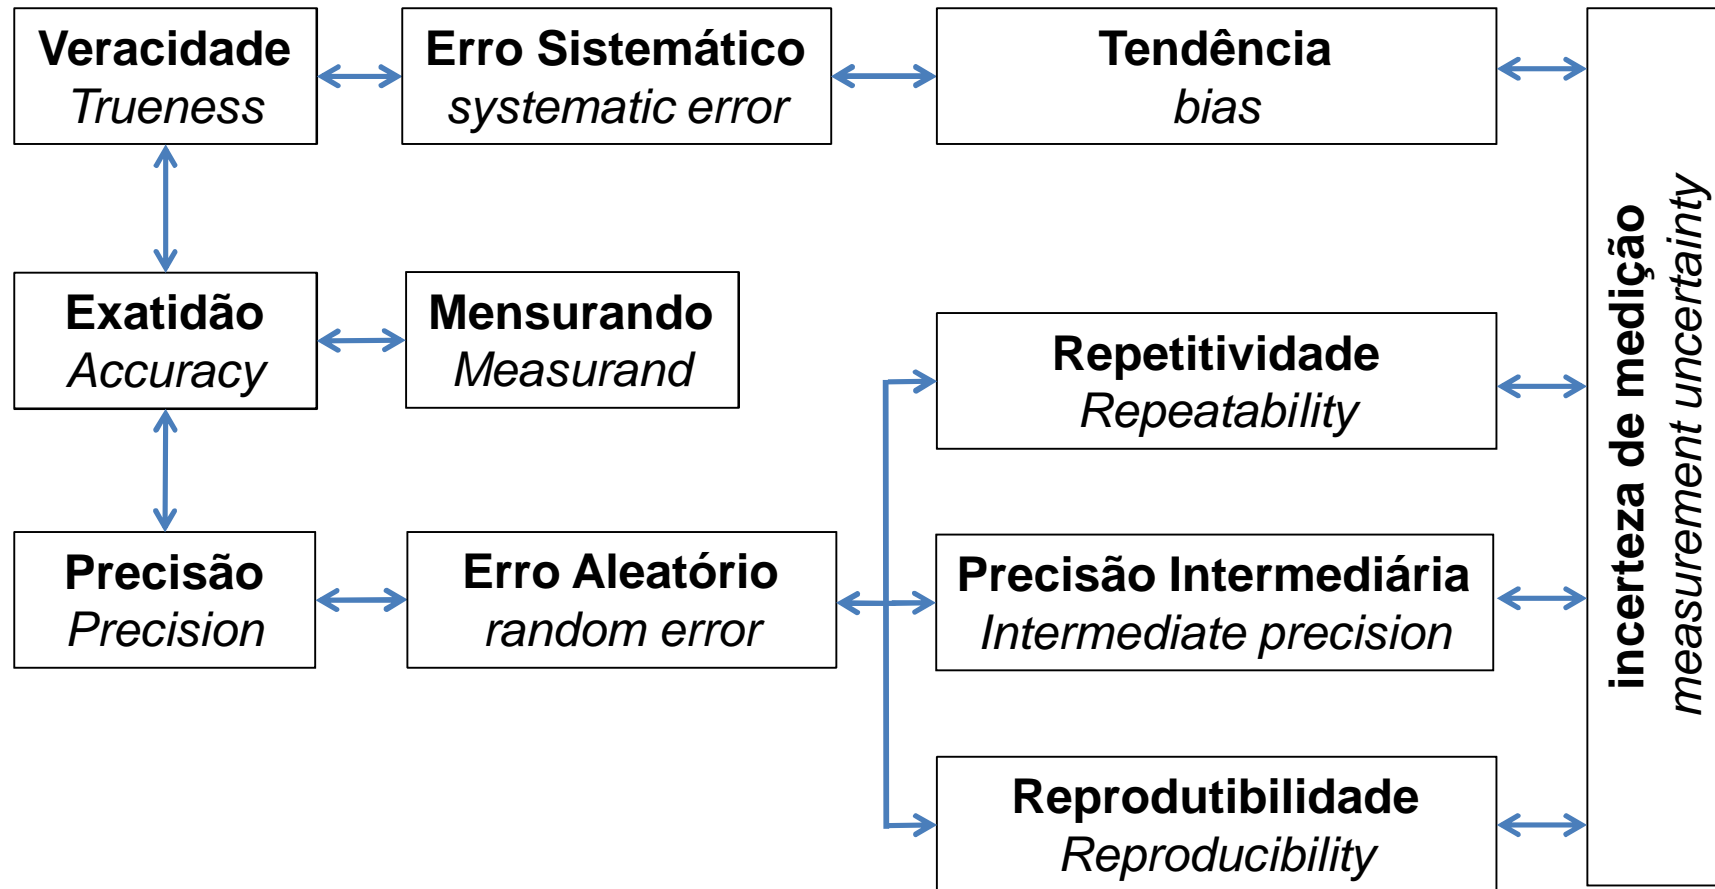 Veracidade
Trueness
Erro Sistemático
systematic error
Tendência
bias
Exatidão
Accuracy
Mensurando
Measurand
Repetitividade
Repeatability
Precisão
Precision
Erro Aleatório
random error
Precisão Intermediária
Intermediate precision
Reprodutibilidade
Reproducibility
incerteza de medição
measurement uncertainty